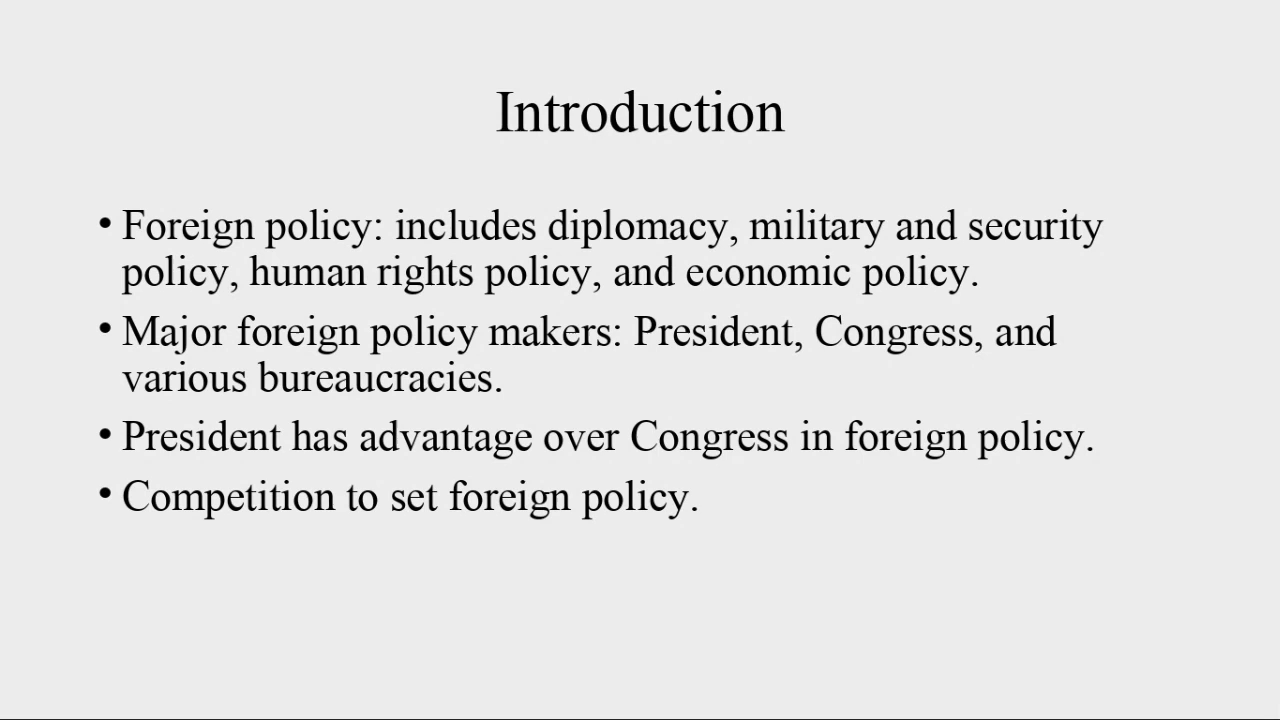 Introduction
• Foreign policy: includes diplomacy, military and security
policy, human rights policy, and economic policy.
• Major foreign policy makers: President, Congress, and
various bureaucracies.
• President has advantage over Congress in foreign policy.
• Competition to set foreign policy.